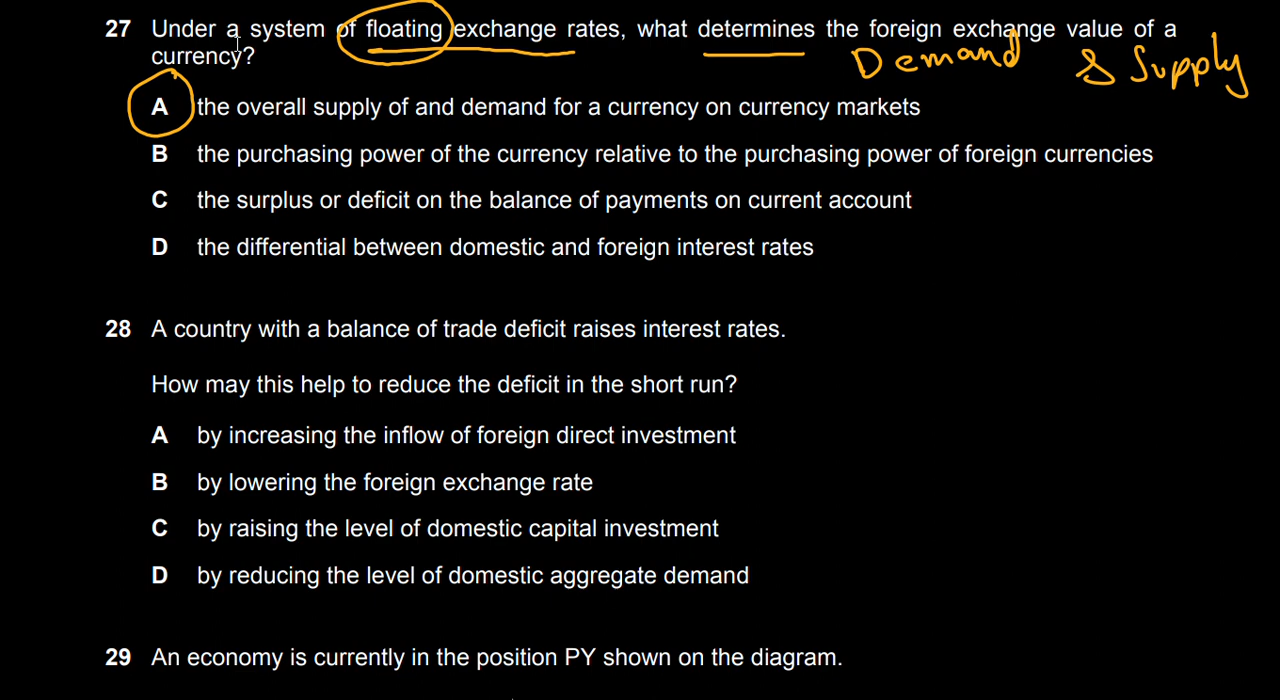 27 Under a system of floating exchange rates, what determines the foreign exchange value of a
currency?
Demand & Supply
A the overall supply of and demand for a currency on currency markets
B the purchasing power of the currency relative to the purchasing power of foreign currencies
C the surplus or deficit on the balance of payments on current account
D the differential between domestic and foreign interest rates
28 A country with a balance of trade deficit raises interest rates.
How may this help to reduce the deficit in the short run?
A by increasing the inflow of foreign direct investment
B by lowering the foreign exchange rate
C by raising the level of domestic capital investment
D by reducing the level of domestic aggregate demand
29 An economy is currently in the position PY shown on the diagram.